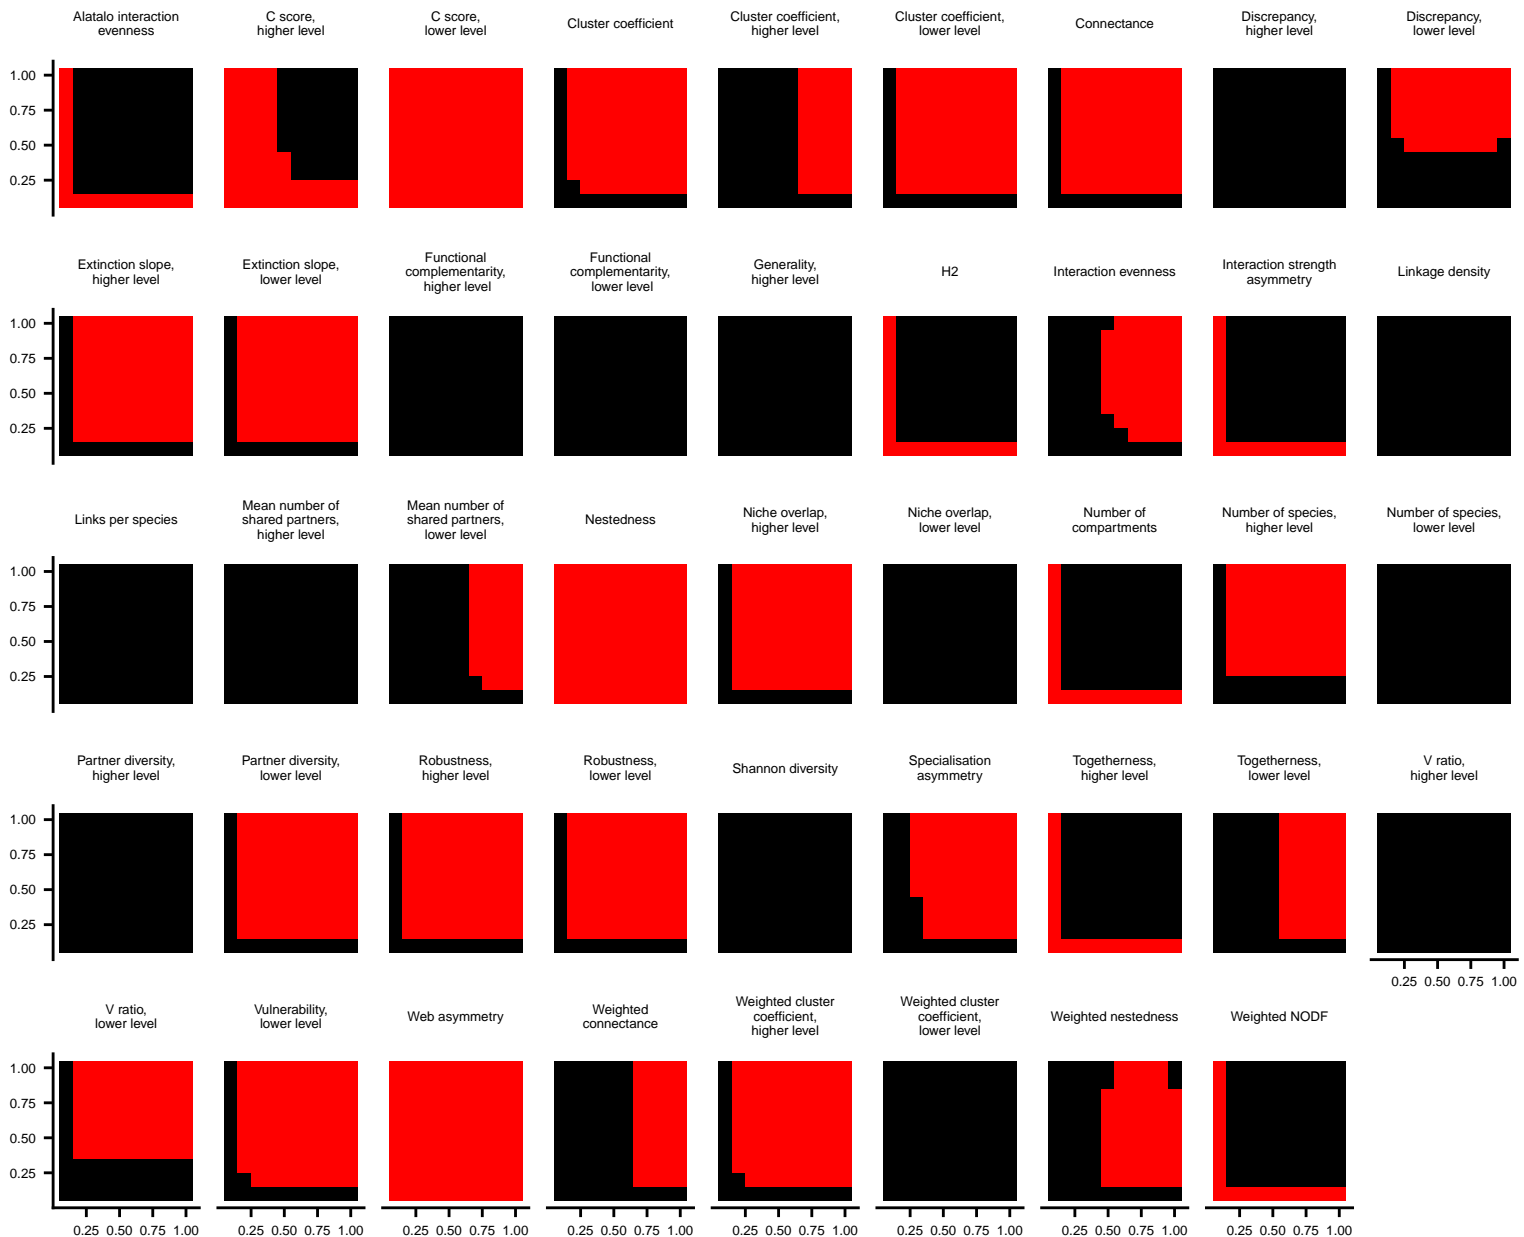 Alatalo interaction
evenness
C score,
higher level
C score,
lower level
Cluster coefficient
Cluster coefficient,
higher level
Cluster coefficient,
lower level
Connectance
Discrepancy,
higher level
Discrepancy,
lower level
1.00
0.75
0.50
0.25
Extinction slope,
higher level
Extinction slope,
lower level
Functional
complementarity,
higher level
Functional
complementarity,
lower level
Generality,
higher level
H2
Interaction evenness
Interaction strength
asymmetry
Linkage density
1.00
0.75
0.50
0.25
Links per species
Mean number of
shared partners,
higher level
Mean number of
shared partners,
lower level
Nestedness
Niche overlap,
higher level
Niche overlap,
lower level
Number of
compartments
Number of species,
higher level
Number of species,
lower level
1.00
0.75
0.50
0.25
Partner diversity,
higher level
Partner diversity,
lower level
Robustness,
higher level
Robustness,
lower level
Shannon diversity
Specialisation
asymmetry
Togetherness,
higher level
Togetherness,
lower level
V ratio,
higher level
1.00
0.75
0.50
0.25
0.25 0.50 0.75 1.00
V ratio,
lower level
Vulnerability,
lower level
Web asymmetry
Weighted
connectance
Weighted cluster
coefficient,
higher level
Weighted cluster
coefficient,
lower level
Weighted nestedness
Weighted NODF
1.00
0.75
0.50
0.25
0.25 0.50 0.75 1.00
0.25 0.50 0.75 1.00
0.25 0.50 0.75 1.00
0.25 0.50 0.75 1.00
0.25 0.50 0.75 1.00
0.25 0.50 0.75 1.00
0.25 0.50 0.75 1.00
0.25 0.50 0.75 1.00